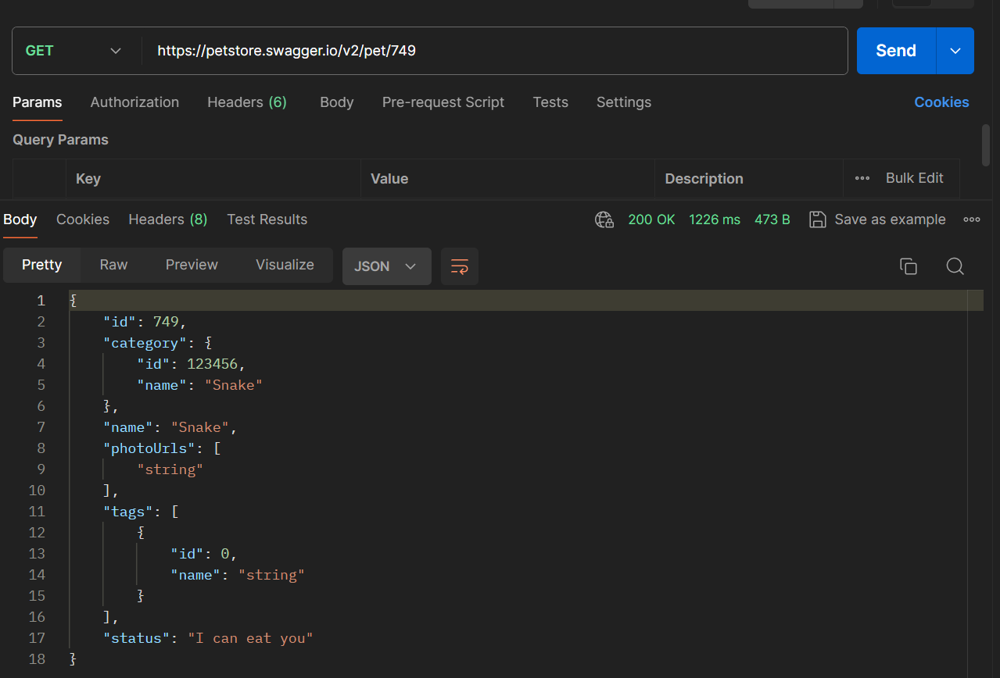 GET https://petstore.swagger.io/v2/pet/749 Send
Params Authorization Headers (6) Body Pre-request Script Tests Settings Cookies
Query Params
Key Value Description Bulk Edit
Body Cookies Headers (8) Test Results 200 OK 1226 ms 473 B Save as example
Pretty Raw Preview Visualize JSON
1 {
2 "id": 749,
3 "category": {
4 "id": 123456,
5 "name": "Snake"
6 },
7 "name": "Snake",
8 "photoUrls": [
9 "string"
10 ],
11 "tags": [
12 {
13 "id": 0,
14 "name": "string"
15 }
16 ],
17 "status": "I can eat you"
18 }